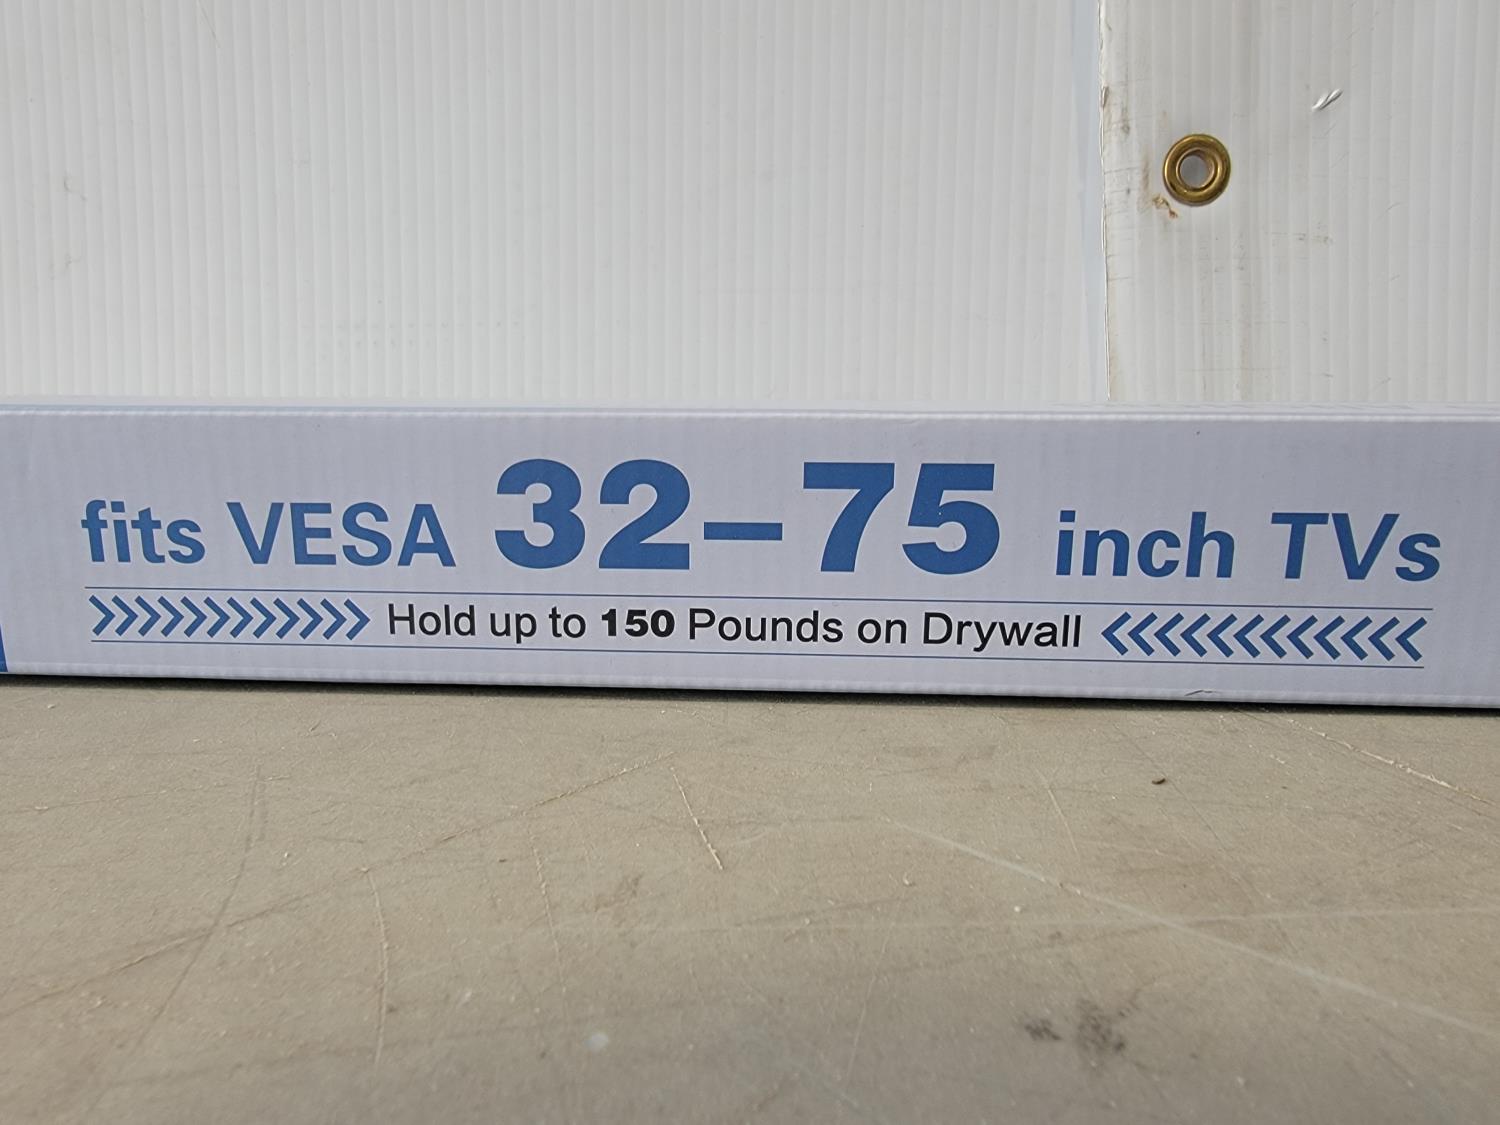 fits VESA 32–75 inch TVs
Hold up to 150 Pounds on Drywall